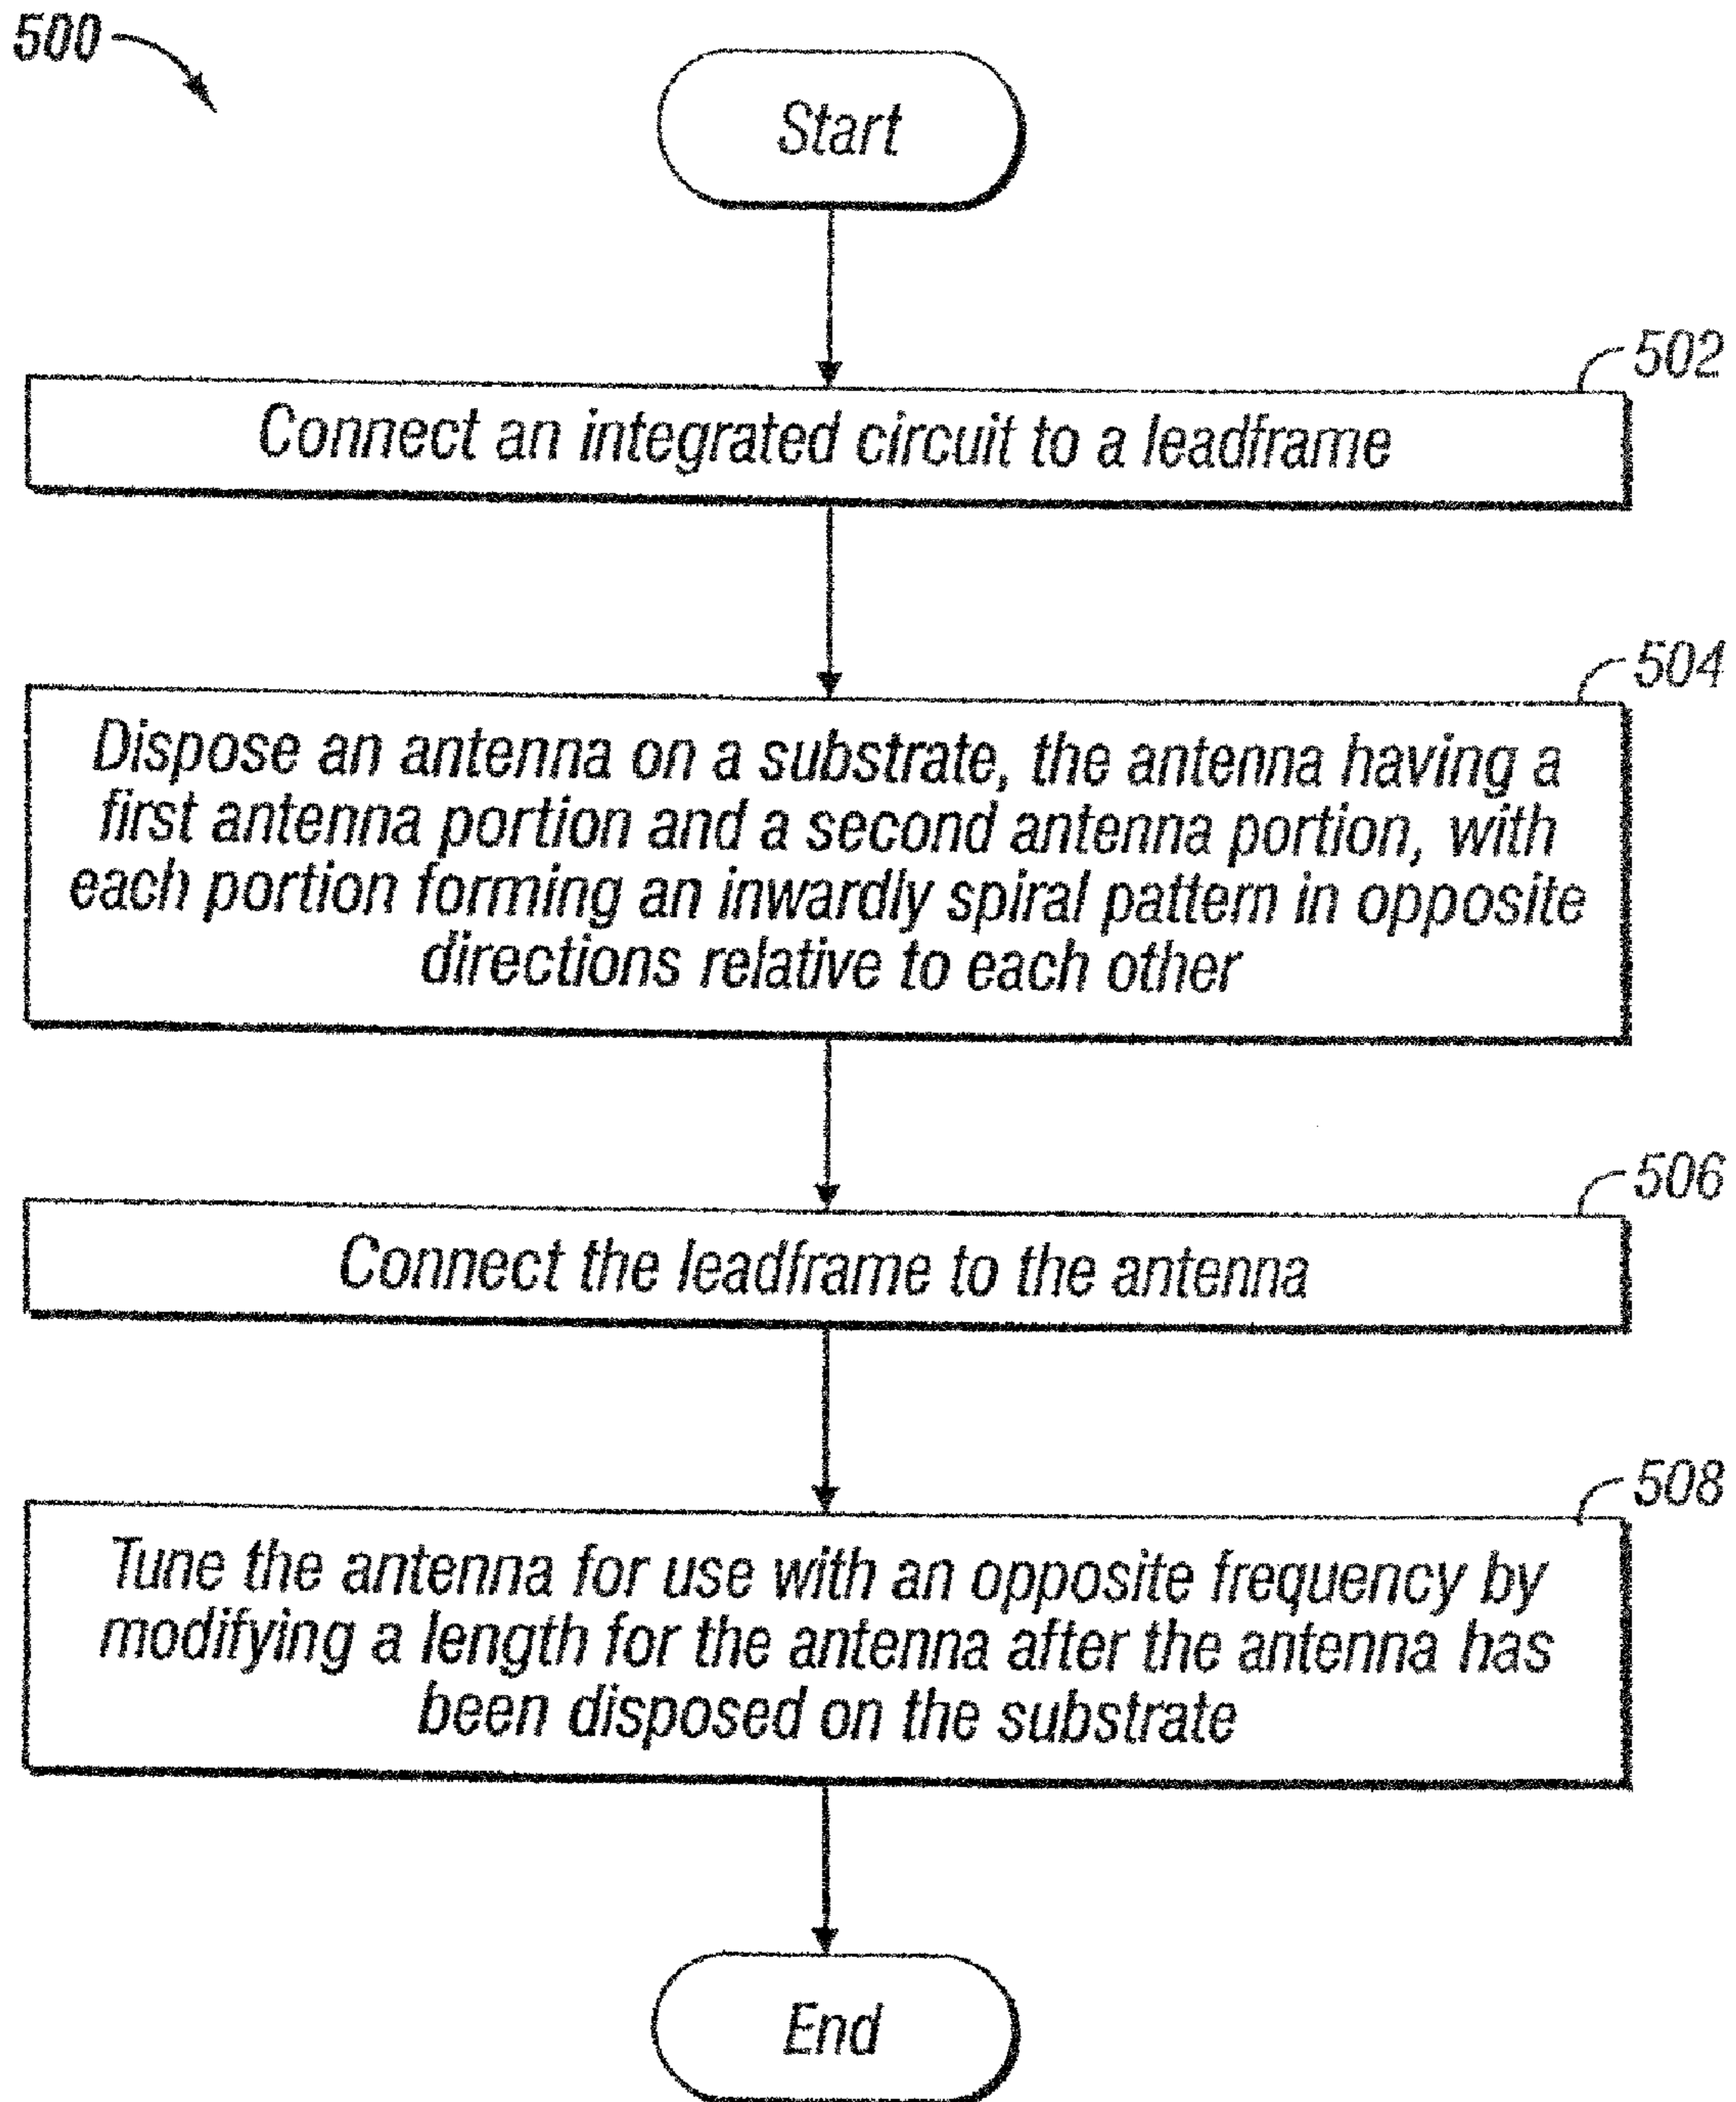 500
Start
502
Connect an integrated circuit to a leadframe
504
Dispose an antenna on a substrate, the antenna having a
first antenna portion and a second antenna portion, with
each portion forming an inwardly spiral pattern in opposite
directions relative to each other
506
Connect the leadframe to the antenna
508
Tune the antenna for use with an opposite frequency by
modifying a length for the antenna after the antenna has
been disposed on the substrate
End